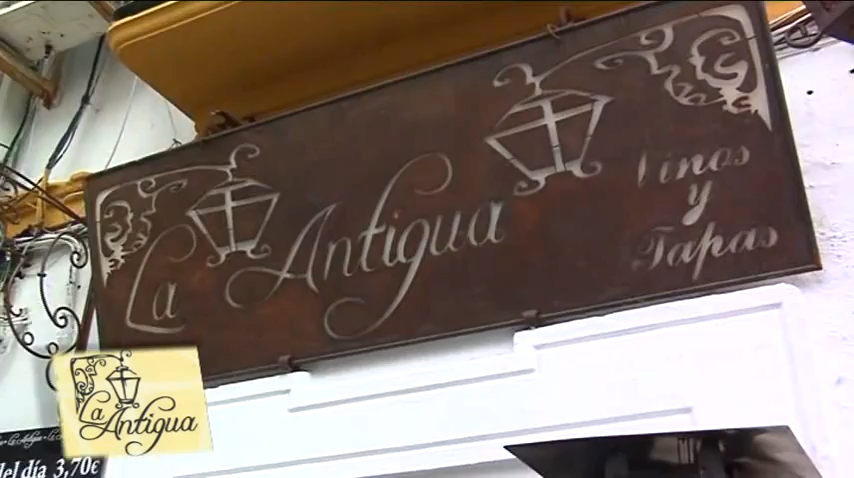 La Antigua
Vinos
y
Tapas
La
Antigua
del día 3,70€